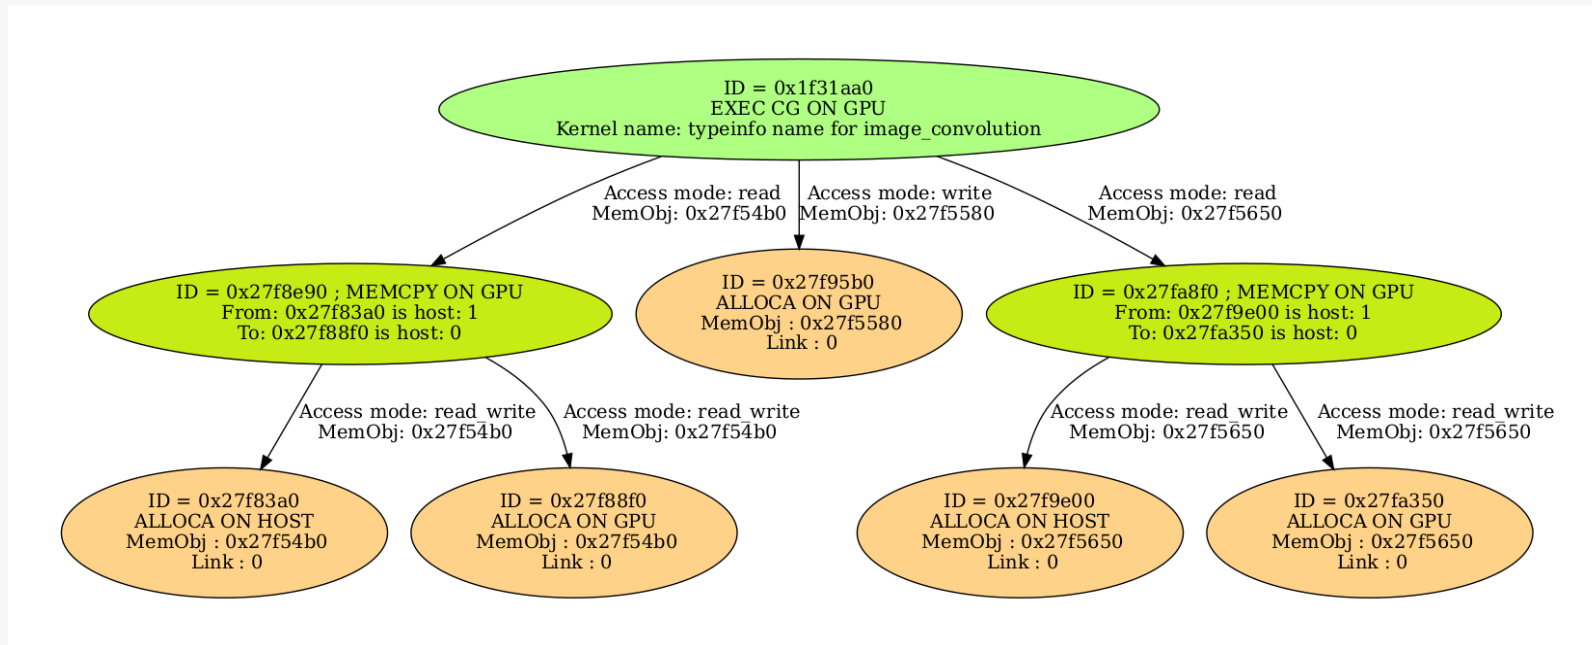 ID = 0x1f31aa0
EXEC CG ON GPU
Kernel name: typeinfo name for image_convolution
Access mode: read
MemObj: 0x27f54b0
Access mode: write
MemObj: 0x27f5580
Access mode: read
MemObj: 0x27f5650
ID = 0x27f8e90 ; MEMCPY ON GPU
From: 0x27f83a0 is host: 1
To: 0x27f88f0 is host: 0
ID = 0x27f95b0
ALLOCA ON GPU
MemObj : 0x27f5580
Link : 0
ID = 0x27fa8f0 ; MEMCPY ON GPU
From: 0x27f9e00 is host: 1
To: 0x27fa350 is host: 0
Access mode: read_write
MemObj: 0x27f54b0
Access mode: read_write
MemObj: 0x27f54b0
Access mode: read_write
MemObj: 0x27f5650
Access mode: read_write
MemObj: 0x27f5650
ID = 0x27f83a0
ALLOCA ON HOST
MemObj : 0x27f54b0
Link : 0
ID = 0x27f88f0
ALLOCA ON GPU
MemObj : 0x27f54b0
Link : 0
ID = 0x27f9e00
ALLOCA ON HOST
MemObj : 0x27f5650
Link : 0
ID = 0x27fa350
ALLOCA ON GPU
MemObj : 0x27f5650
Link : 0